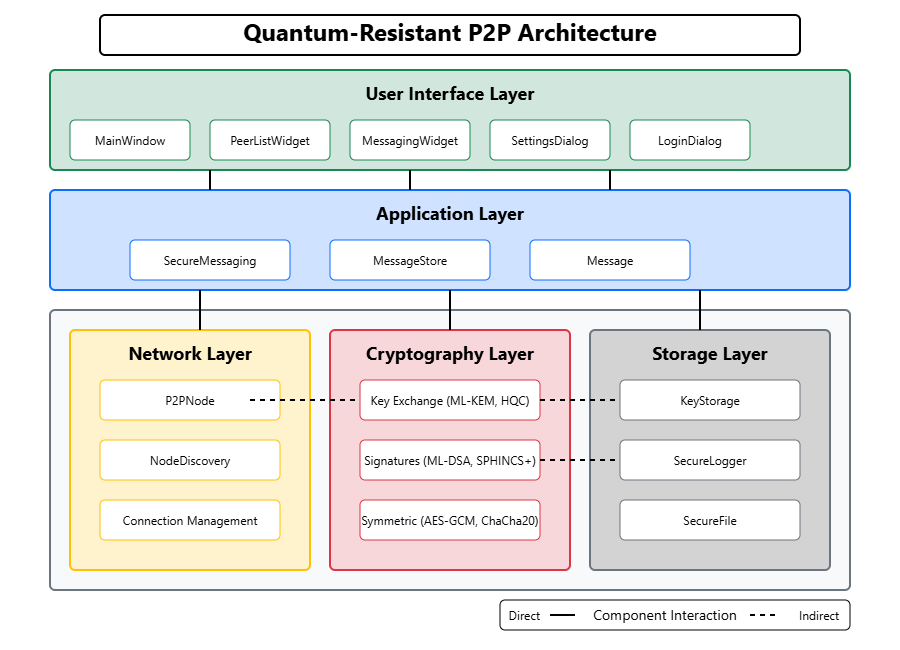 Quantum-Resistant P2P Architecture
User Interface Layer
MainWindow
PeerListWidget
MessagingWidget
SettingsDialog
LoginDialog
Application Layer
SecureMessaging
MessageStore
Message
Network Layer
P2PNode
NodeDiscovery
Connection Management
Cryptography Layer
Key Exchange (ML-KEM, HQC)
Signatures (ML-DSA, SPHINCS+)
Symmetric (AES-GCM, ChaCha20)
Storage Layer
KeyStorage
SecureLogger
SecureFile
Direct
Component Interaction
Indirect